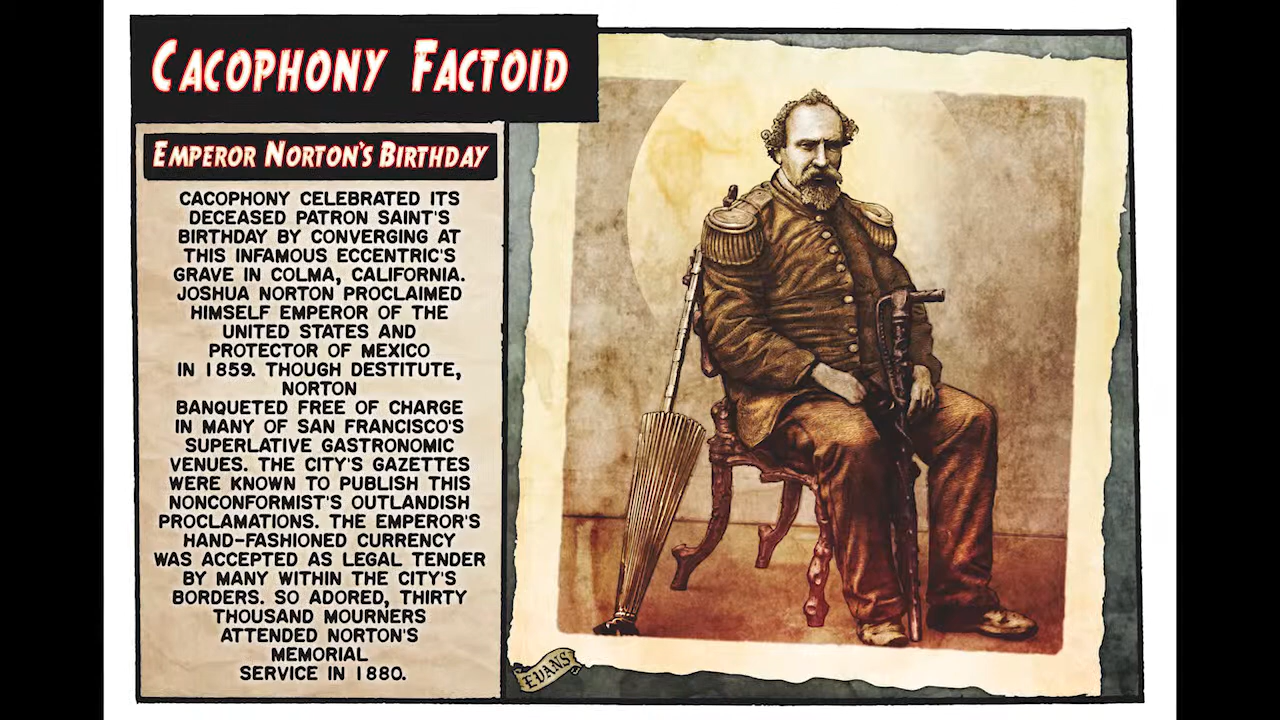 CACOPHONY FACTOID
EMPEROR NORTON'S BIRTHDAY
CACOPHONY CELEBRATED ITS
DECEASED PATRON SAINT'S
BIRTHDAY BY CONVERGING AT
THIS INFAMOUS ECCENTRIC'S
GRAVE IN COLMA, CALIFORNIA.
JOSHUA NORTON PROCLAIMED
HIMSELF EMPEROR OF THE
UNITED STATES AND
PROTECTOR OF MEXICO
IN 1859. THOUGH DESTITUTE,
NORTON
BANQUETED FREE OF CHARGE
IN MANY OF SAN FRANCISCO'S
SUPERLATIVE GASTRONOMIC
VENUES. THE CITY'S GAZETTES
WERE KNOWN TO PUBLISH THIS
NONCONFORMIST'S OUTLANDISH
PROCLAMATIONS. THE EMPEROR'S
HAND-FASHIONED CURRENCY
WAS ACCEPTED AS LEGAL TENDER
BY MANY WITHIN THE CITY'S
BORDERS. SO ADORED, THIRTY
THOUSAND MOURNERS
ATTENDED NORTON'S
MEMORIAL
SERVICE IN 1880.
EVANS